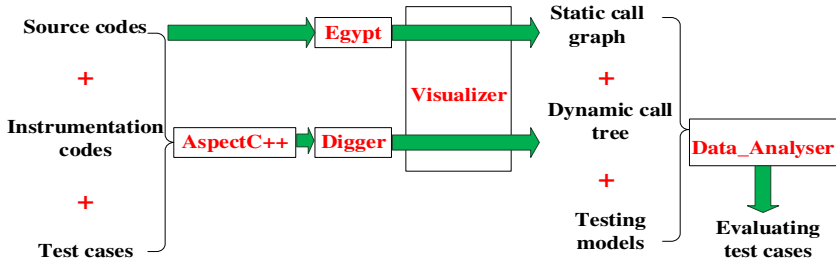 Source codes
+
Instrumentation
codes
+
Test cases
AspectC++
Egypt
Digger
Visualizer
Static call
graph
+
Dynamic call
tree
+
Testing
models
Data_Analyser
Evaluating
test cases